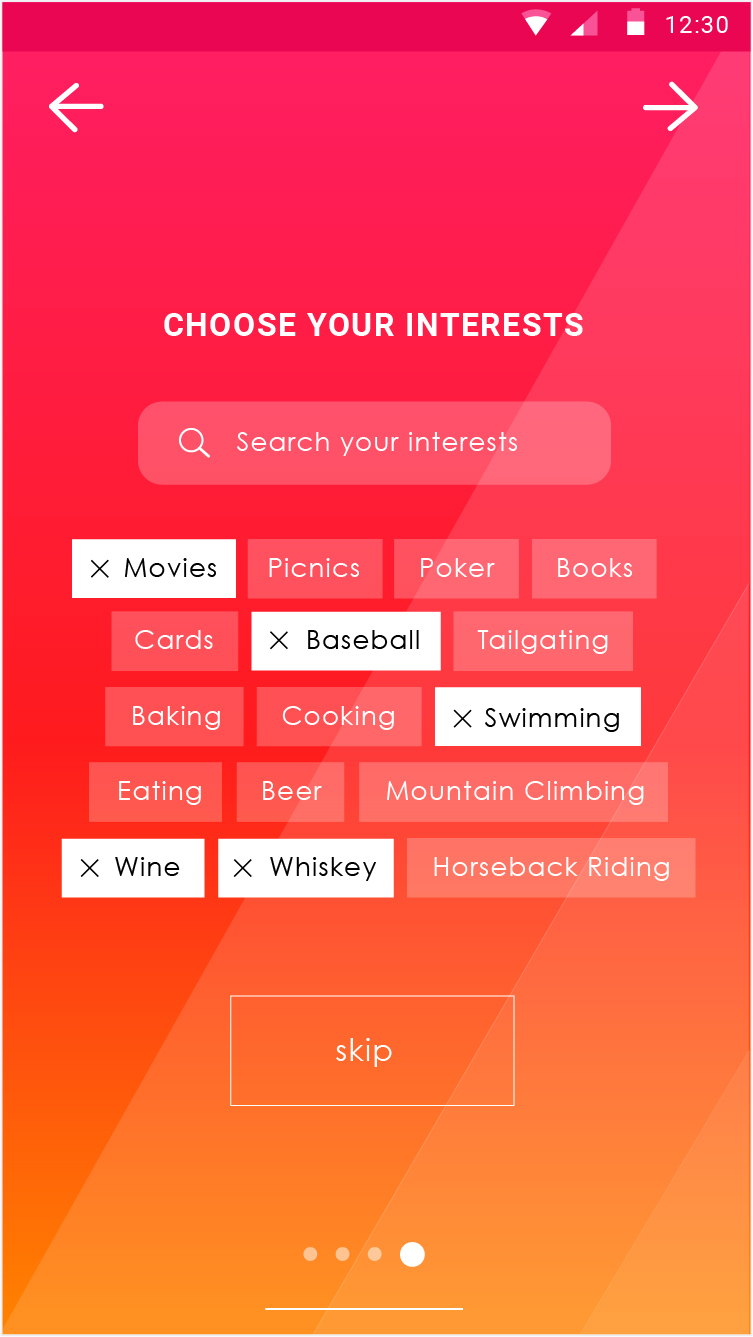 12:30
CHOOSE YOUR INTERESTS
Search your interests
Movies Picnics Poker Books
Cards Baseball Tailgating
Baking Cooking Swimming
Eating Beer Mountain Climbing
Wine Whiskey Horseback Riding
skip